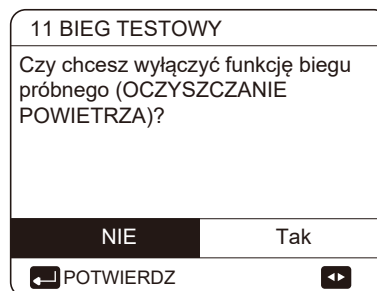 11 BIEG TESTOWY
Czy chcesz wyłączyć funkcję biegu
próbnego (OCZYSZCZANIE
POWIETRZA)?
NIE Tak
POTWIERDZ